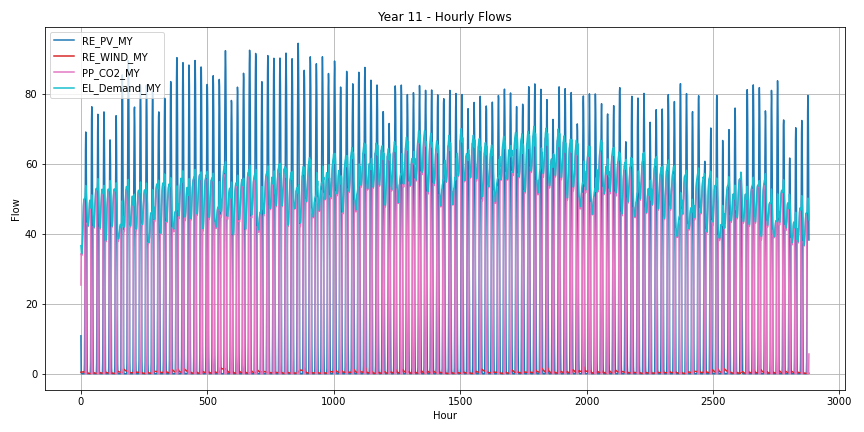 Year 11 - Hourly Flows
RE_PV_MY
RE_WIND_MY
PP_CO2_MY
EL_Demand_MY
Flow
80
60
40
20
0
0 500 1000 1500 2000 2500 3000
Hour